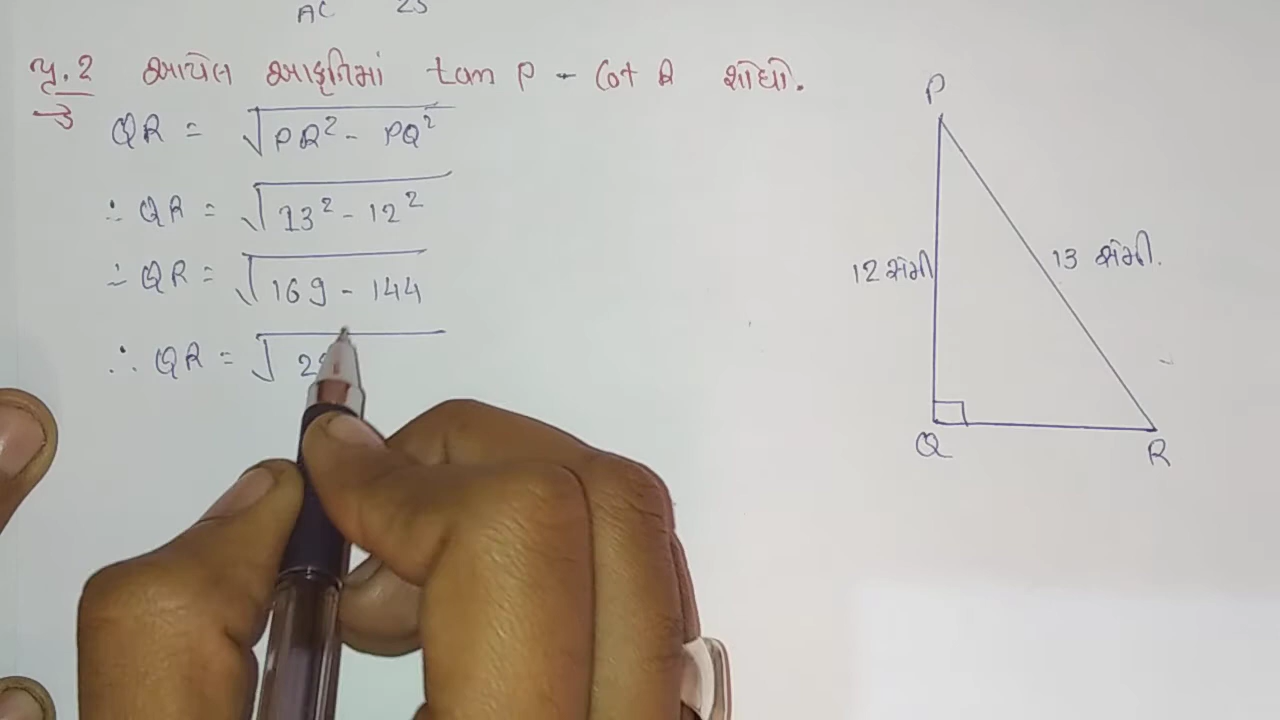 AC 25
પ્ર.2 આપેલ આકૃતિમાં tan P - Cot R શોધો.
→ QR = √PR² - PQ²
∴ QR = √13² - 12²
∴ QR = √169 - 144
∴ QR = √2
P
12 સેમી
13 સેમી.
Q
R